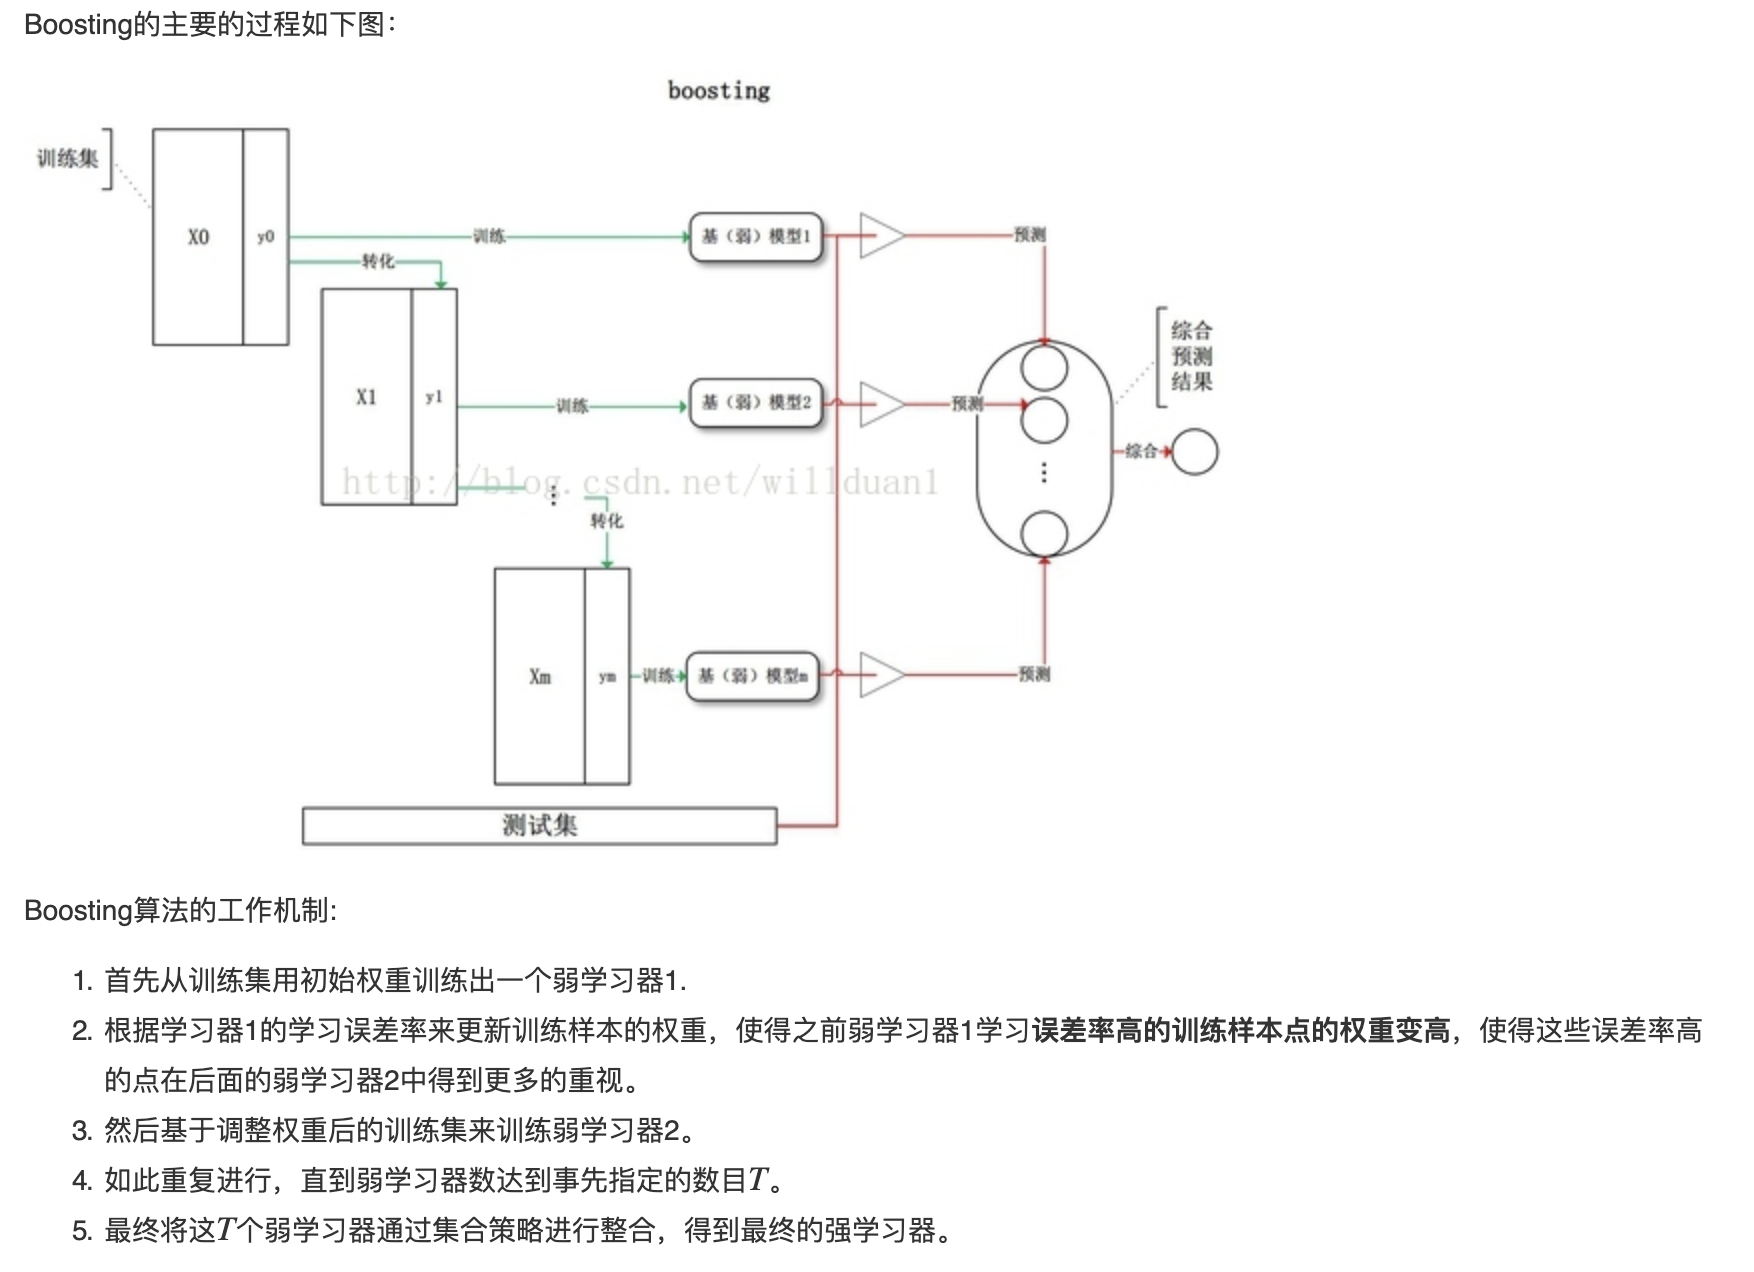 Boosting的主要的过程如下图：
boosting
训练集
X0
y0
训练
基（弱）模型1
预测
转化
X1
y1
训练
基（弱）模型2
预测
综合
预测
结果
综合
http://blog.csdn.net/willduan1
⋮
⋮
转化
Xm
ym
训练
基（弱）模型m
预测
测试集
Boosting算法的工作机制:
1. 首先从训练集用初始权重训练出一个弱学习器1.
2. 根据学习器1的学习误差率来更新训练样本的权重，使得之前弱学习器1学习误差率高的训练样本点的权重变高，使得这些误差率高
的点在后面的弱学习器2中得到更多的重视。
3. 然后基于调整权重后的训练集来训练弱学习器2。
4. 如此重复进行，直到弱学习器数达到事先指定的数目T。
5. 最终将这T个弱学习器通过集合策略进行整合，得到最终的强学习器。